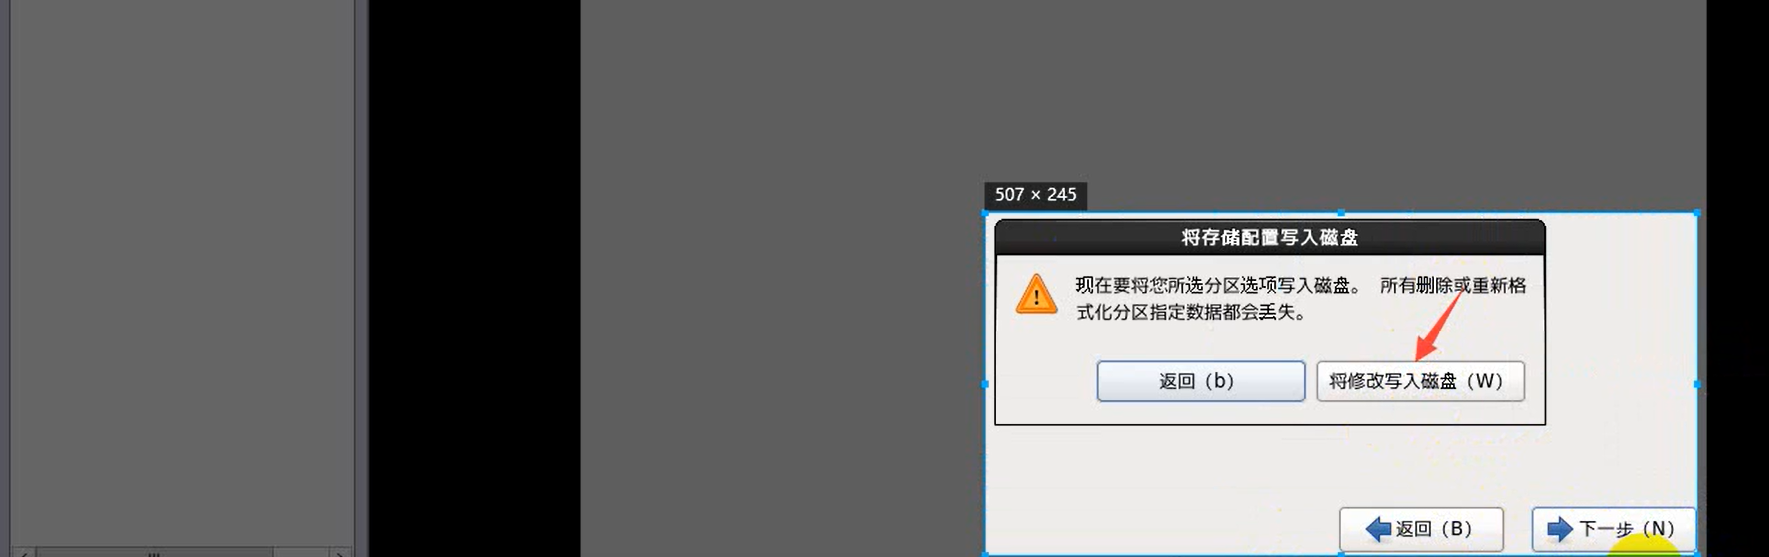 507 × 245
将存储配置写入磁盘
现在要将您所选分区选项写入磁盘。 所有删除或重新格
式化分区指定数据都会丢失。
返回（b） 将修改写入磁盘（W）
返回（B） 下一步（N）